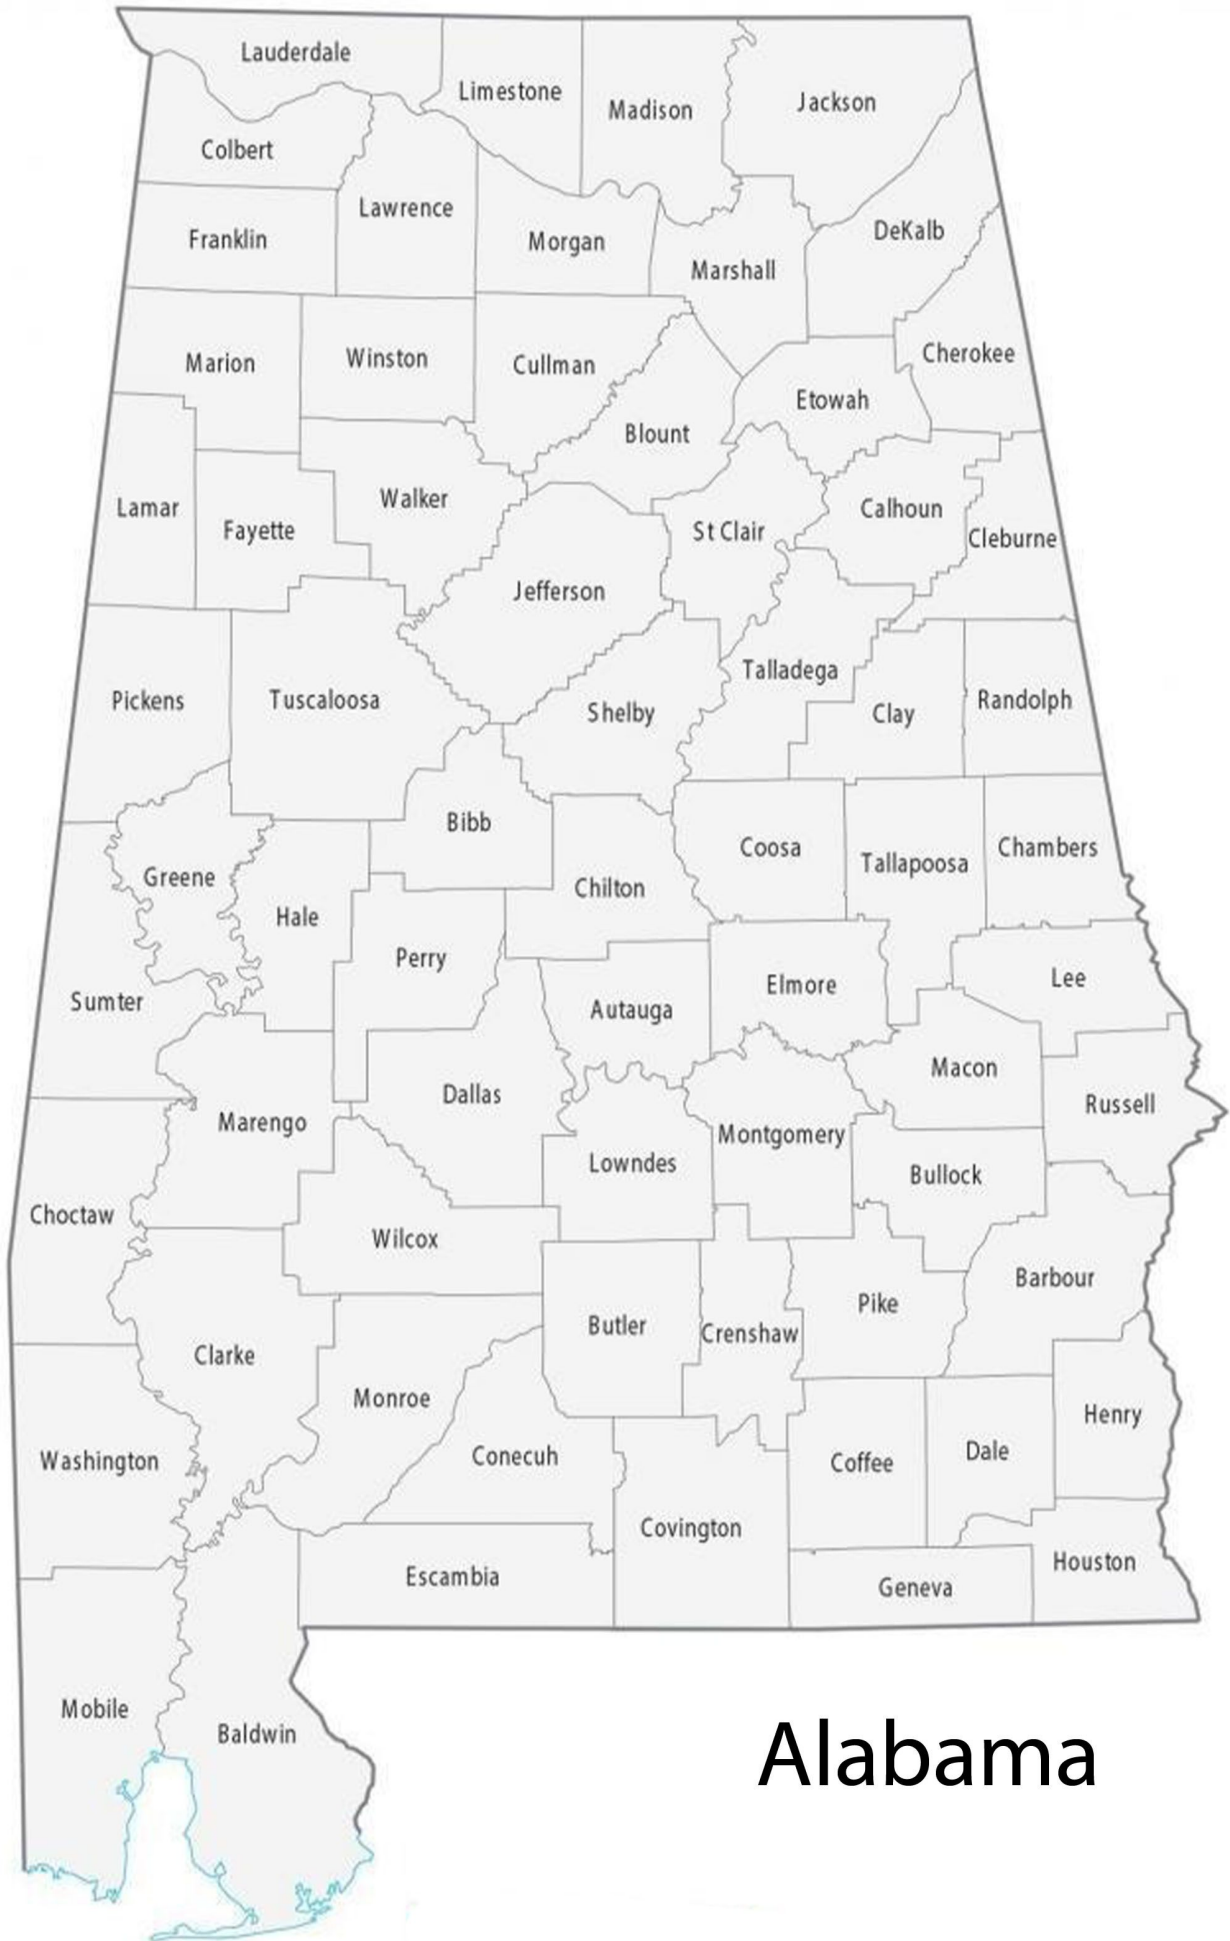 Lauderdale
Limestone
Madison
Jackson
Colbert
Lawrence
Franklin
Morgan
DeKalb
Marshall
Marion
Winston
Cullman
Cherokee
Etowah
Blount
Lamar
Fayette
Walker
Calhoun
St Clair
Cleburne
Jefferson
Pickens
Tuscaloosa
Shelby
Talladega
Clay
Randolph
Bibb
Greene
Hale
Chilton
Coosa
Tallapoosa
Chambers
Sumter
Perry
Autauga
Elmore
Lee
Macon
Dallas
Marengo
Russell
Montgomery
Lowndes
Bullock
Choctaw
Wilcox
Barbour
Pike
Butler
Crenshaw
Clarke
Monroe
Henry
Washington
Conecuh
Coffee
Dale
Covington
Escambia
Geneva
Houston
Mobile
Baldwin
Alabama